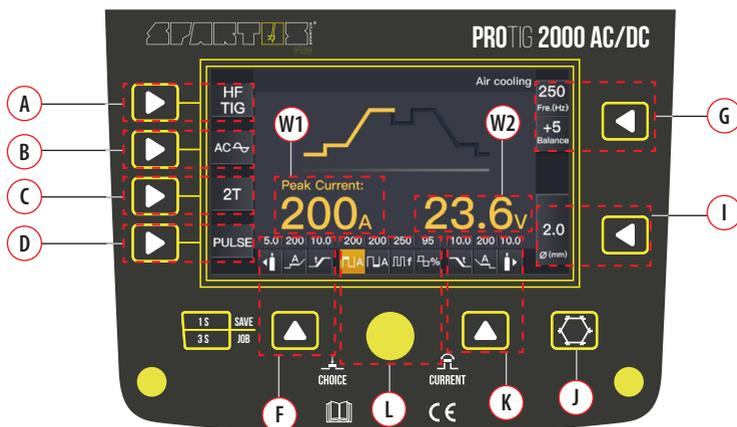 SPARTUS®
PROTIG 2000 AC/DC
Air cooling
HF
TIG
250
Fre.(Hz)
+5
Balance
AC
2T
PULSE
W1
W2
Peak Current:
200A
23.6V
2.0
Ø(mm)
5.0 200 10.0 200 200 250 95 10.0 200 10.0
A A A f % A
1 S SAVE
3 S JOB
CHOICE
CURRENT
CE
A
B
C
D
G
I
F
L
K
J